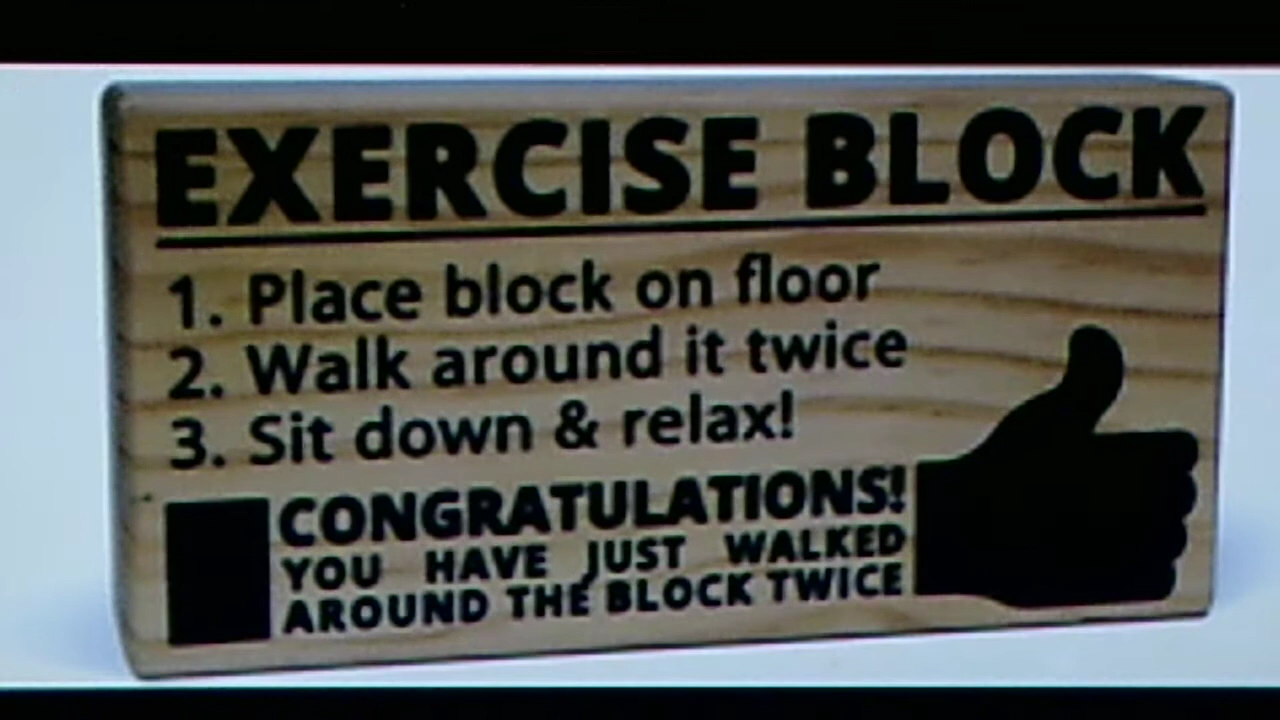 EXERCISE BLOCK
1. Place block on floor
2. Walk around it twice
3. Sit down & relax!
CONGRATULATIONS!
YOU HAVE JUST WALKED
AROUND THE BLOCK TWICE